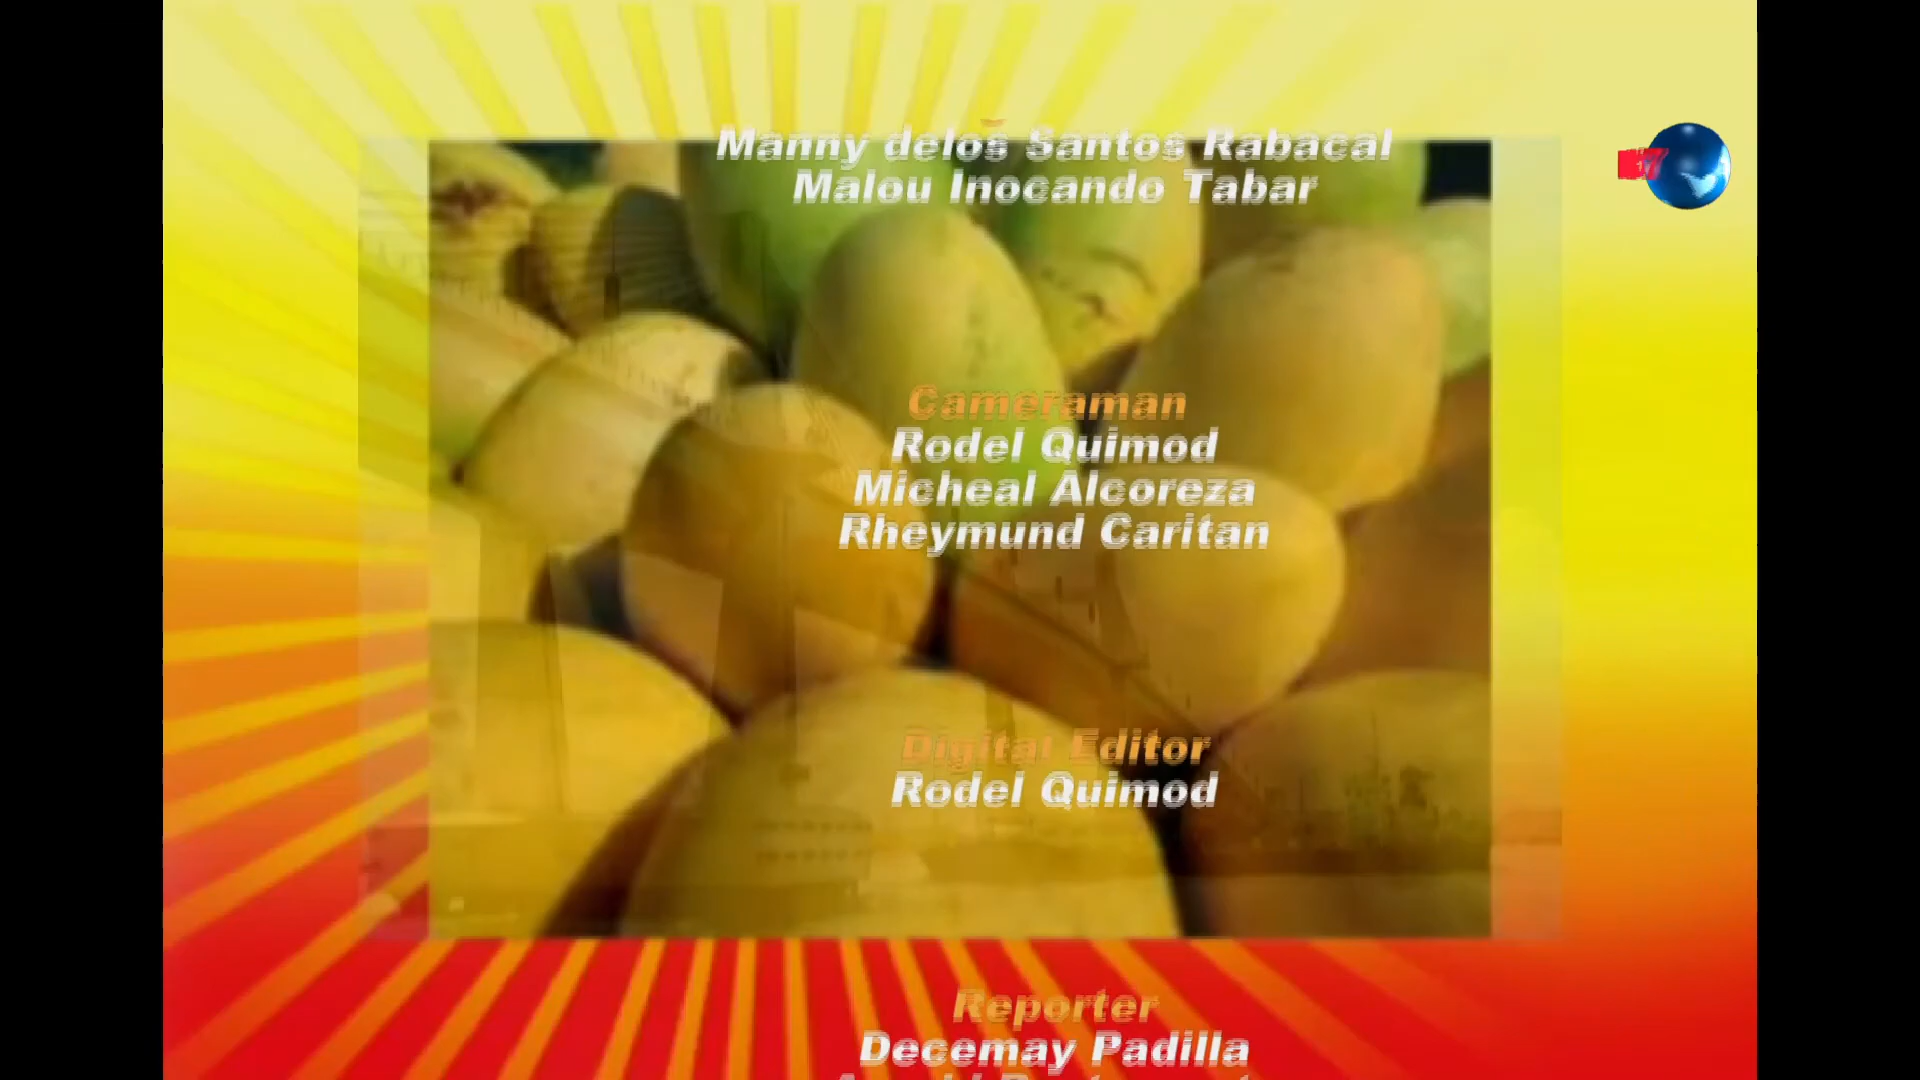 Manny delos Santos Rabacal
Malou Inocando Tabar
Cameraman
Rodel Quimod
Micheal Alcoreza
Rheymund Caritan
Digital Editor
Rodel Quimod
Reporter
Decemay Padilla